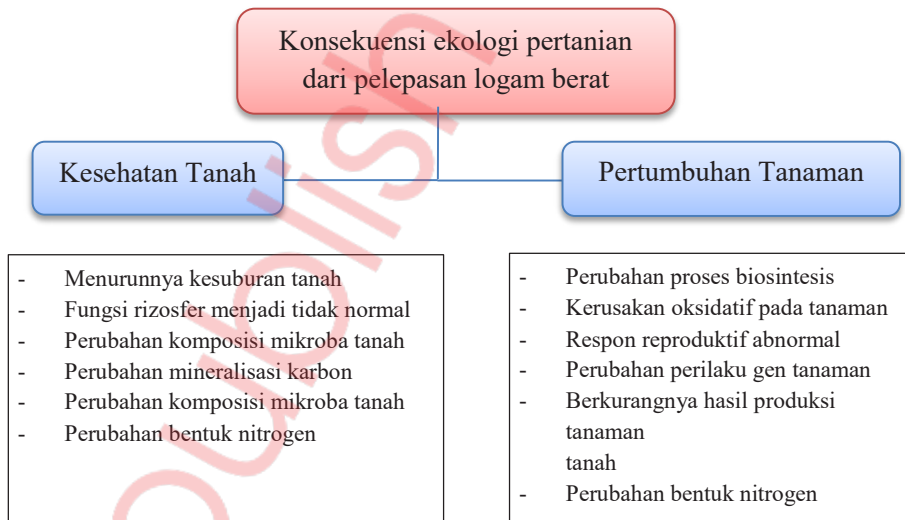 Konsekuensi ekologi pertanian
dari pelepasan logam berat
Kesehatan Tanah
Pertumbuhan Tanaman
- Menurunnya kesuburan tanah
- Fungsi rizosfer menjadi tidak normal
- Perubahan komposisi mikroba tanah
- Perubahan mineralisasi karbon
- Perubahan komposisi mikroba tanah
- Perubahan bentuk nitrogen
- Perubahan proses biosintesis
- Kerusakan oksidatif pada tanaman
- Respon reproduktif abnormal
- Perubahan perilaku gen tanaman
- Berkurangnya hasil produksi
tanaman
tanah
- Perubahan bentuk nitrogen
ublish